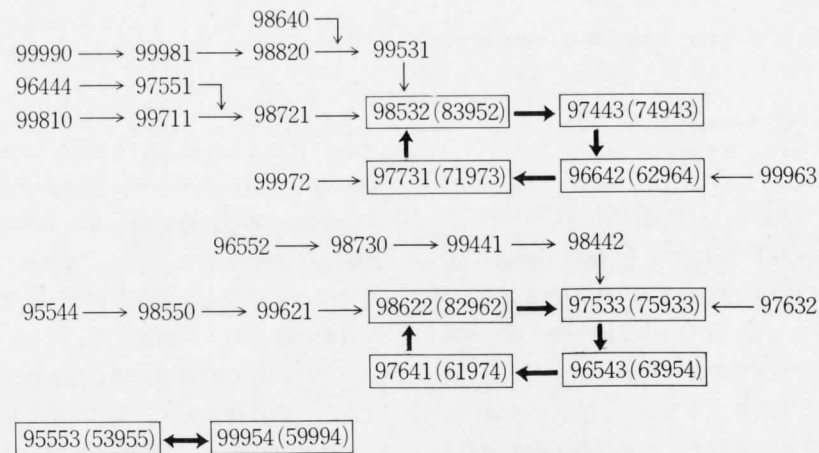 98640
99990 → 99981 → 98820 → 99531
96444 → 97551
99810 → 99711 → 98721 → 98532(83952) → 97443(74943)
99972 → 97731(71973) ← 96642(62964) ← 99963
96552 → 98730 → 99441 → 98442
95544 → 98550 → 99621 → 98622(82962) → 97533(75933) ← 97632
97641(61974) ← 96543(63954)
95553(53955) ↔ 99954(59994)